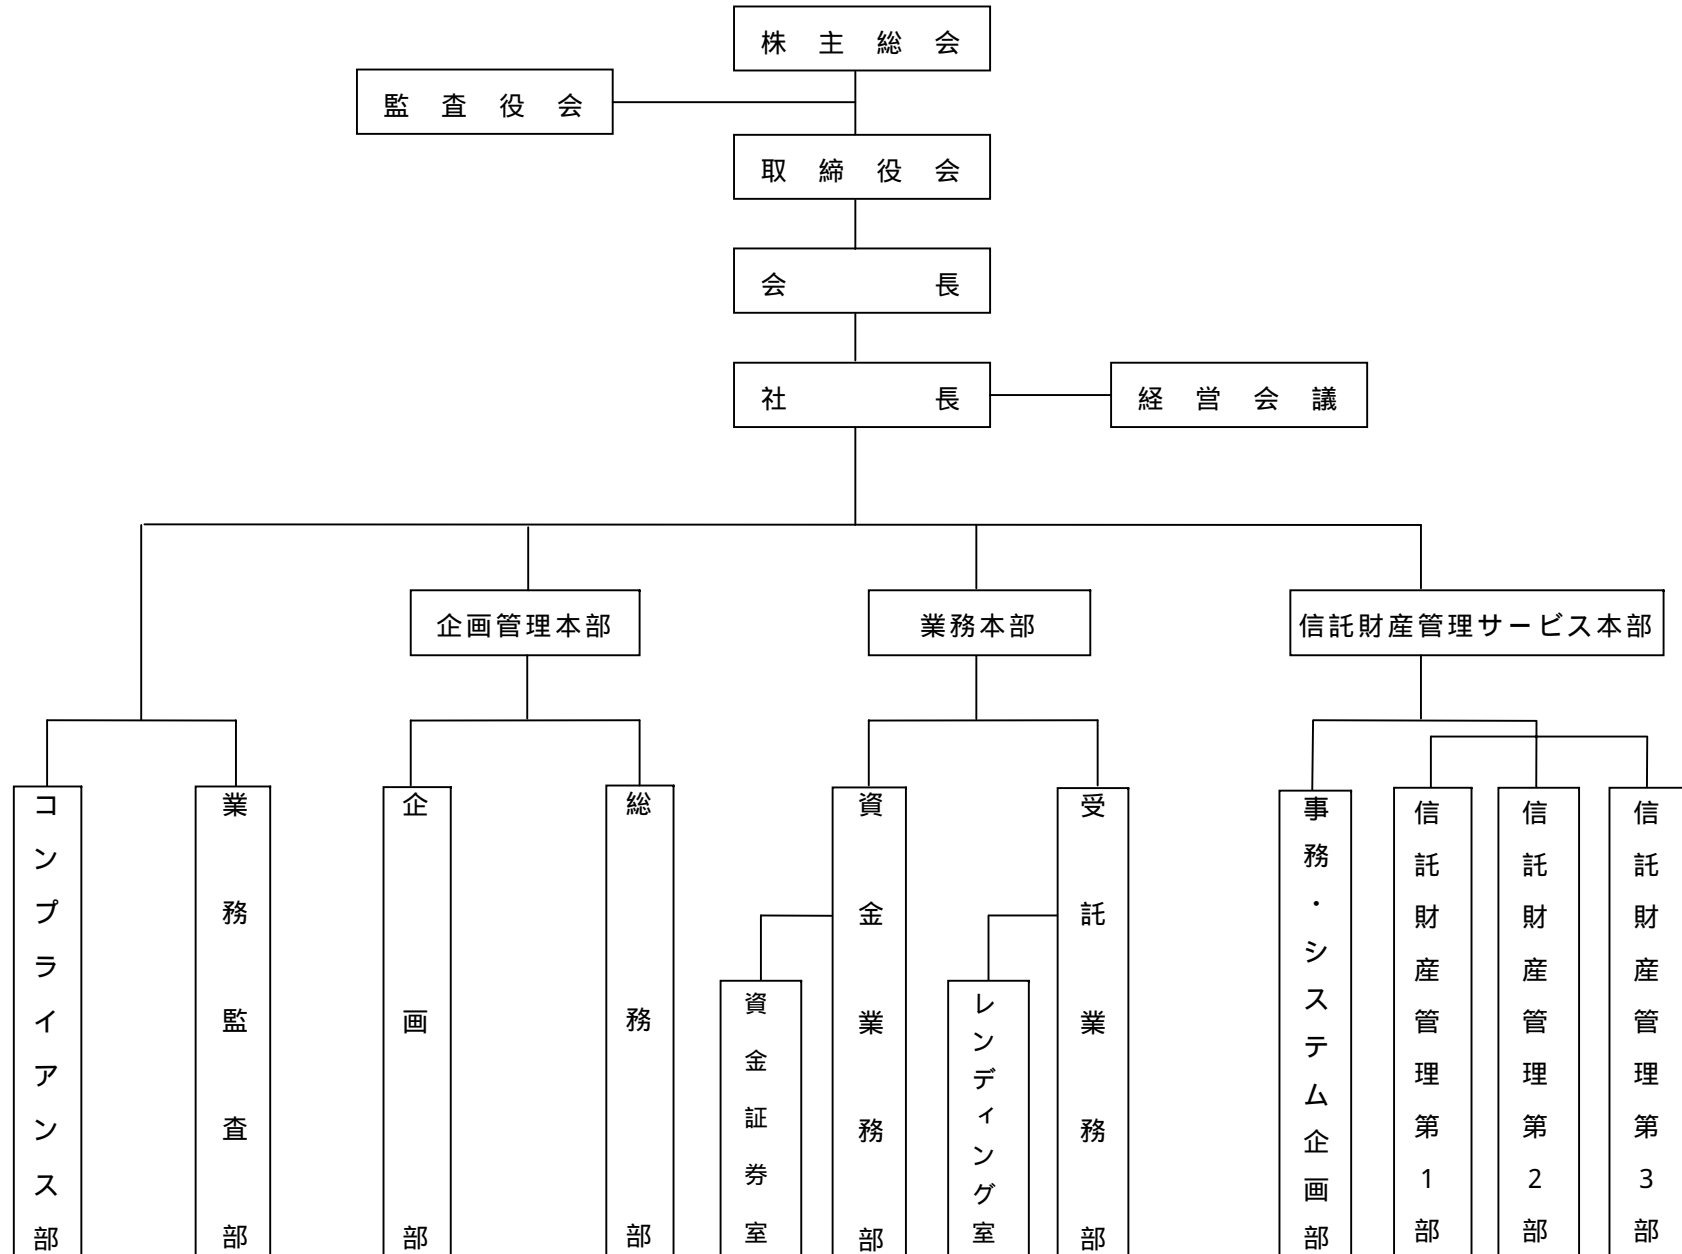 株主総会
監査役会
取締役会
会長
社長
経営会議
企画管理本部
業務本部
信託財産管理サービス本部
コンプライアンス部
業務監査部
企画部
総務部
資金証券室
資金業務部
レンディング室
受託業務部
事務・システム企画部
信託財産管理第1部
信託財産管理第2部
信託財産管理第3部